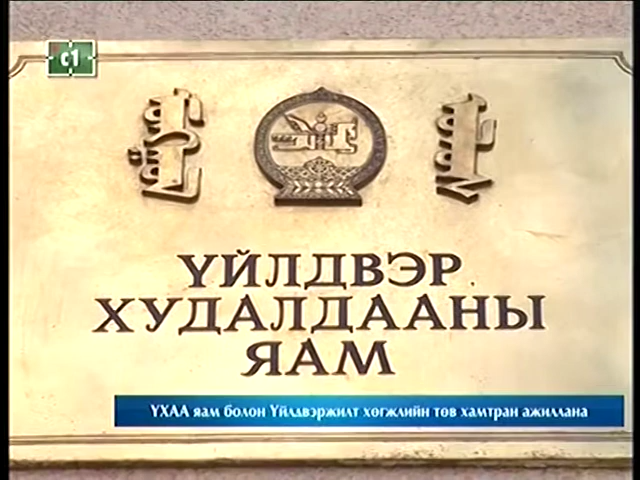 c1
ҮЙЛДВЭР
ХУДАЛДААНЫ
ЯАМ
ҮХАА яам болон Үйлдвэржилт хөгжлийн төв хамтран ажиллана